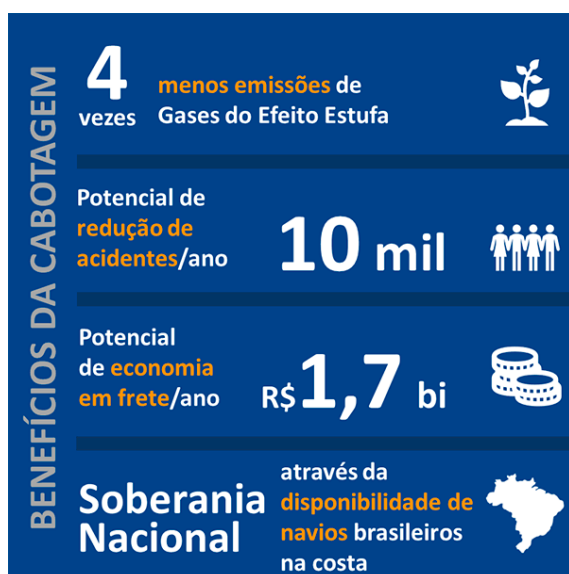 BENEFÍCIOS DA CABOTAGEM
4
vezes
menos emissões de
Gases do Efeito Estufa
Potencial de
redução de
acidentes/ano
10 mil
Potencial
de economia
em frete/ano
R$1,7 bi
Soberania
Nacional
através da
disponibilidade de
navios brasileiros
na costa